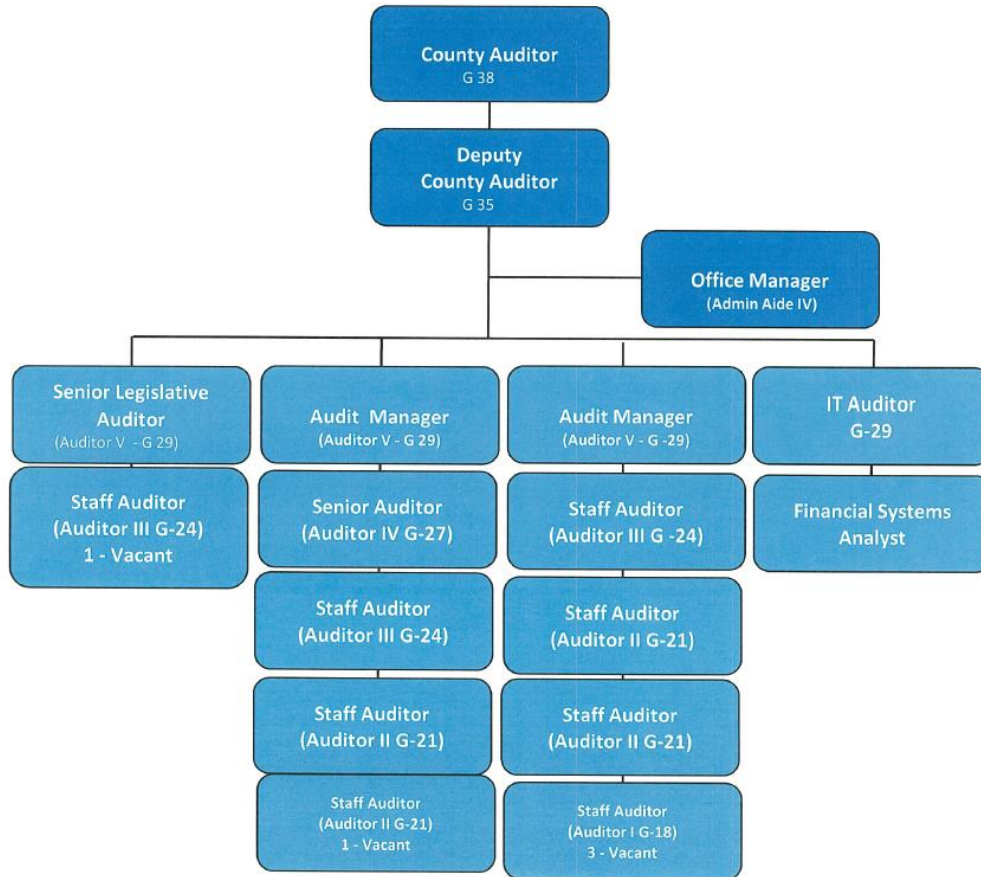 County Auditor
G 38
Deputy
County Auditor
G 35
Office Manager
(Admin Aide IV)
Senior Legislative
Auditor
(Auditor V - G 29)
Staff Auditor
(Auditor III G-24)
1 - Vacant
Audit Manager
(Auditor V - G 29)
Senior Auditor
(Auditor IV G-27)
Staff Auditor
(Auditor III G-24)
Staff Auditor
(Auditor II G-21)
Staff Auditor
(Auditor II G-21)
1 - Vacant
Audit Manager
(Auditor V - G -29)
Staff Auditor
(Auditor III G -24)
Staff Auditor
(Auditor II G-21)
Staff Auditor
(Auditor II G-21)
Staff Auditor
(Auditor I G-18)
3 - Vacant
IT Auditor
G-29
Financial Systems
Analyst